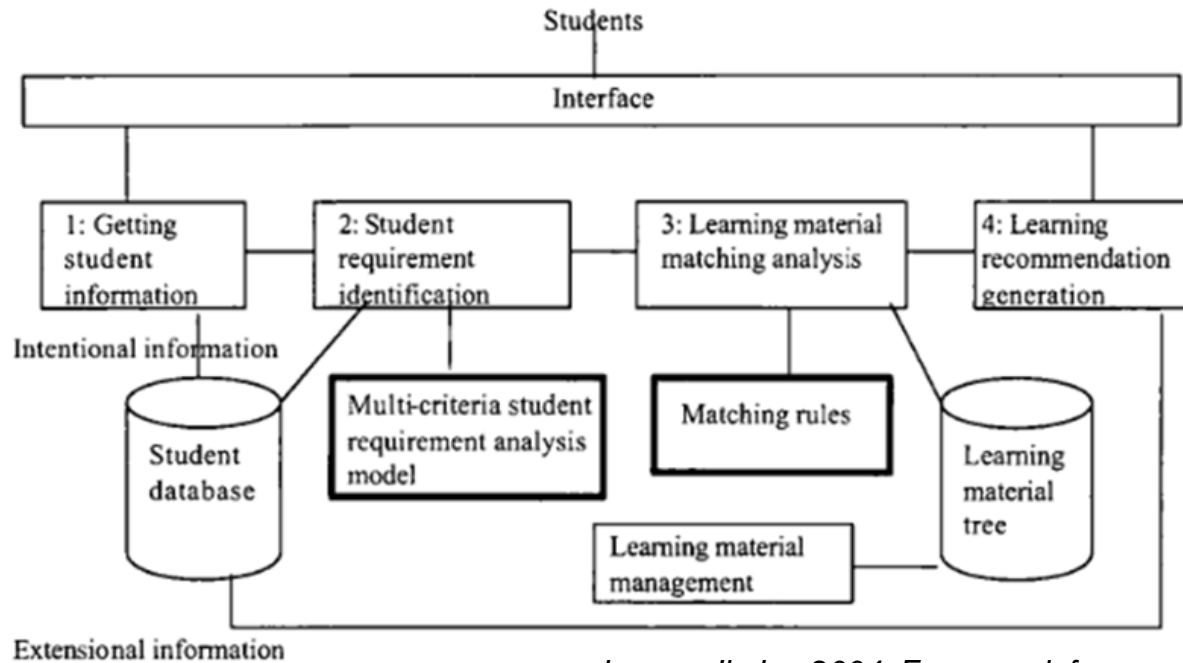 Students
Interface
1: Getting
student
information
2: Student
requirement
identification
3: Learning material
matching analysis
4: Learning
recommendation
generation
Intentional information
Student
database
Multi-criteria student
requirement analysis
model
Matching rules
Learning
material
tree
Learning material
management
Extensional information